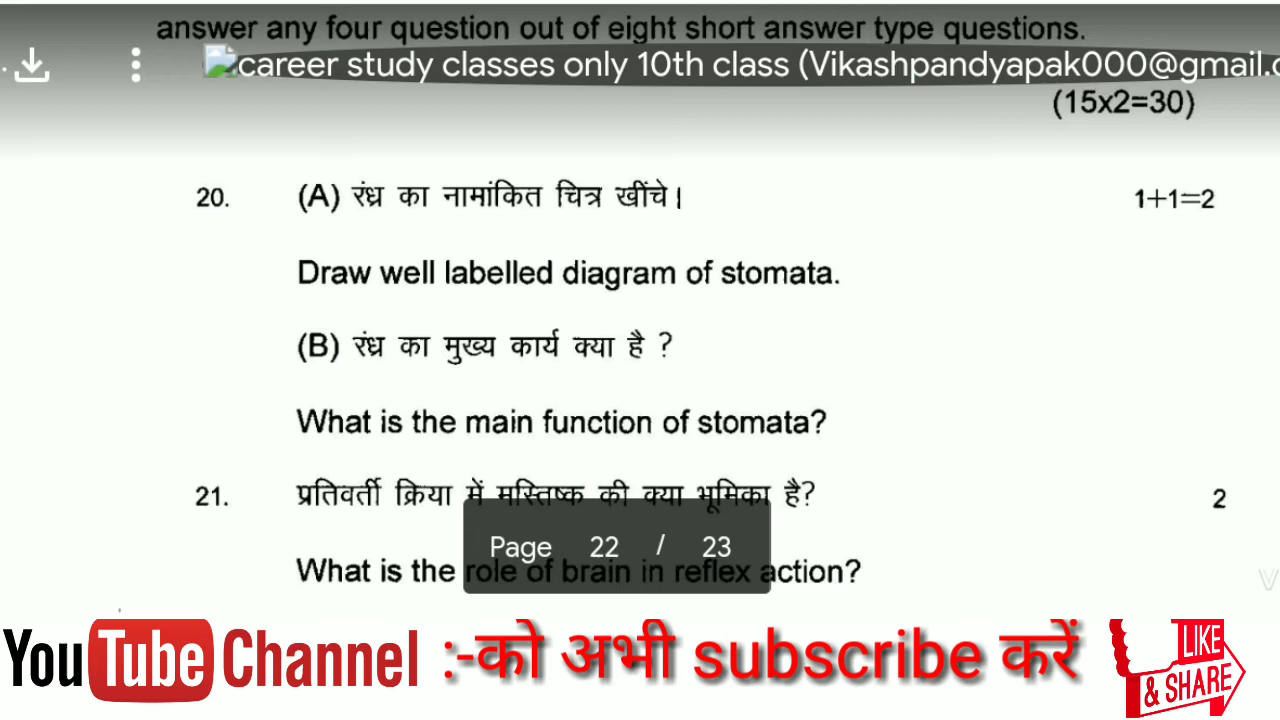 answer any four question out of eight short answer type questions.
career study classes only 10th class (Vikashpandyapak000@gmail.c
(15x2=30)
20. (A) रंध्र का नामांकित चित्र खींचे। 1+1=2
Draw well labelled diagram of stomata.
(B) रंध्र का मुख्य कार्य क्या है ?
What is the main function of stomata?
21. प्रतिवर्ती क्रिया में मस्तिष्क की क्या भूमिका है? 2
Page 22 / 23
What is the role of brain in reflex action?
YouTube Channel :-को अभी subscribe करें
LIKE
& SHARE